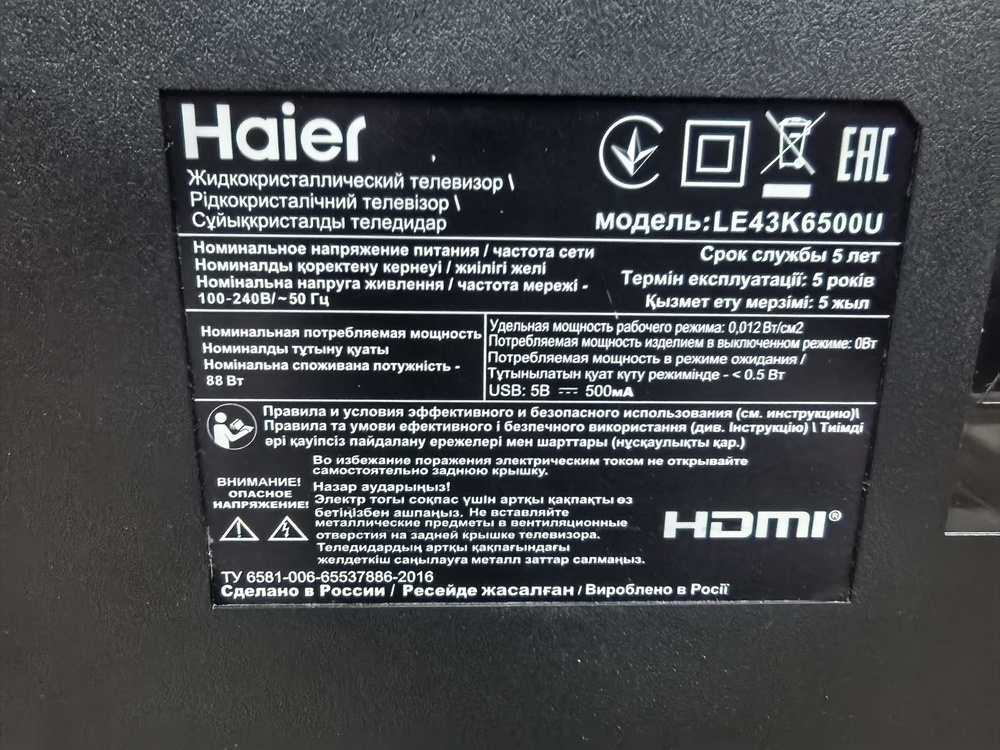 Haier
EAC
Жидкокристаллический телевизор \
Рідкокристалічний телевізор \
Сұйыққристалды теледидар
модель:LE43K6500U
Номинальное напряжение питания / частота сети
Номиналды қоректену кернеуі / жиілігі желі
Номінальна напруга живлення / частота мережі -
100-240В/~50 Гц
Срок службы 5 лет
Термін експлуатації: 5 років
Қызмет ету мерзімі: 5 жыл
Номинальная потребляемая мощность
Номиналды тұтыну қуаты
Номінальна споживана потужність -
88 Вт
Удельная мощность рабочего режима: 0,012 Вт/см2
Потребляемая мощность изделием в выключенном режиме: 0Вт
Потребляемая мощность в режиме ожидания /
Тұтынылатын қуат күту режимінде - < 0.5 Вт
USB: 5В ⎓ 500мА
Правила и условия эффективного и безопасного использования (см. инструкцию)\
Правила та умови ефективного і безпечного використання (див. Інструкцію) \ Тиімді
әрі қауіпсіз пайдалану ережелері мен шарттары (нұсқаулықты қар.)
ВНИМАНИЕ!
ОПАСНОЕ
НАПРЯЖЕНИЕ!
Во избежание поражения электрическим током не открывайте
самостоятельно заднюю крышку.
Назар аударыңыз!
Электр тогы соқпас үшін артқы қақпақты өз
бетіңізбен ашпаңыз. Не вставляйте
металлические предметы в вентиляционные
отверстия на задней крышке телевизора.
Теледидардың артқы қақпағындағы
желдеткіш саңылауға металл заттар салмаңыз.
HDMI®
ТУ 6581-006-65537886-2016
Сделано в России / Ресейде жасалған / Вироблено в Росії